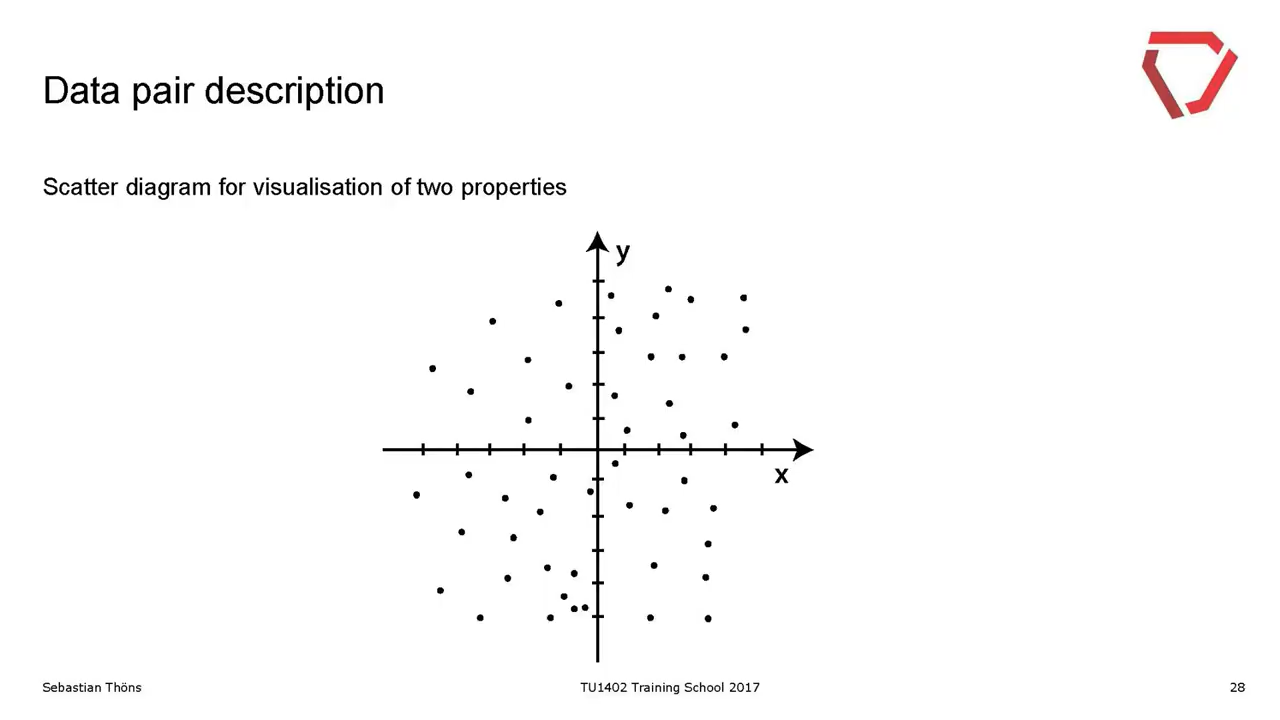 Data pair description
Scatter diagram for visualisation of two properties
y
x
Sebastian Thöns
TU1402 Training School 2017
28